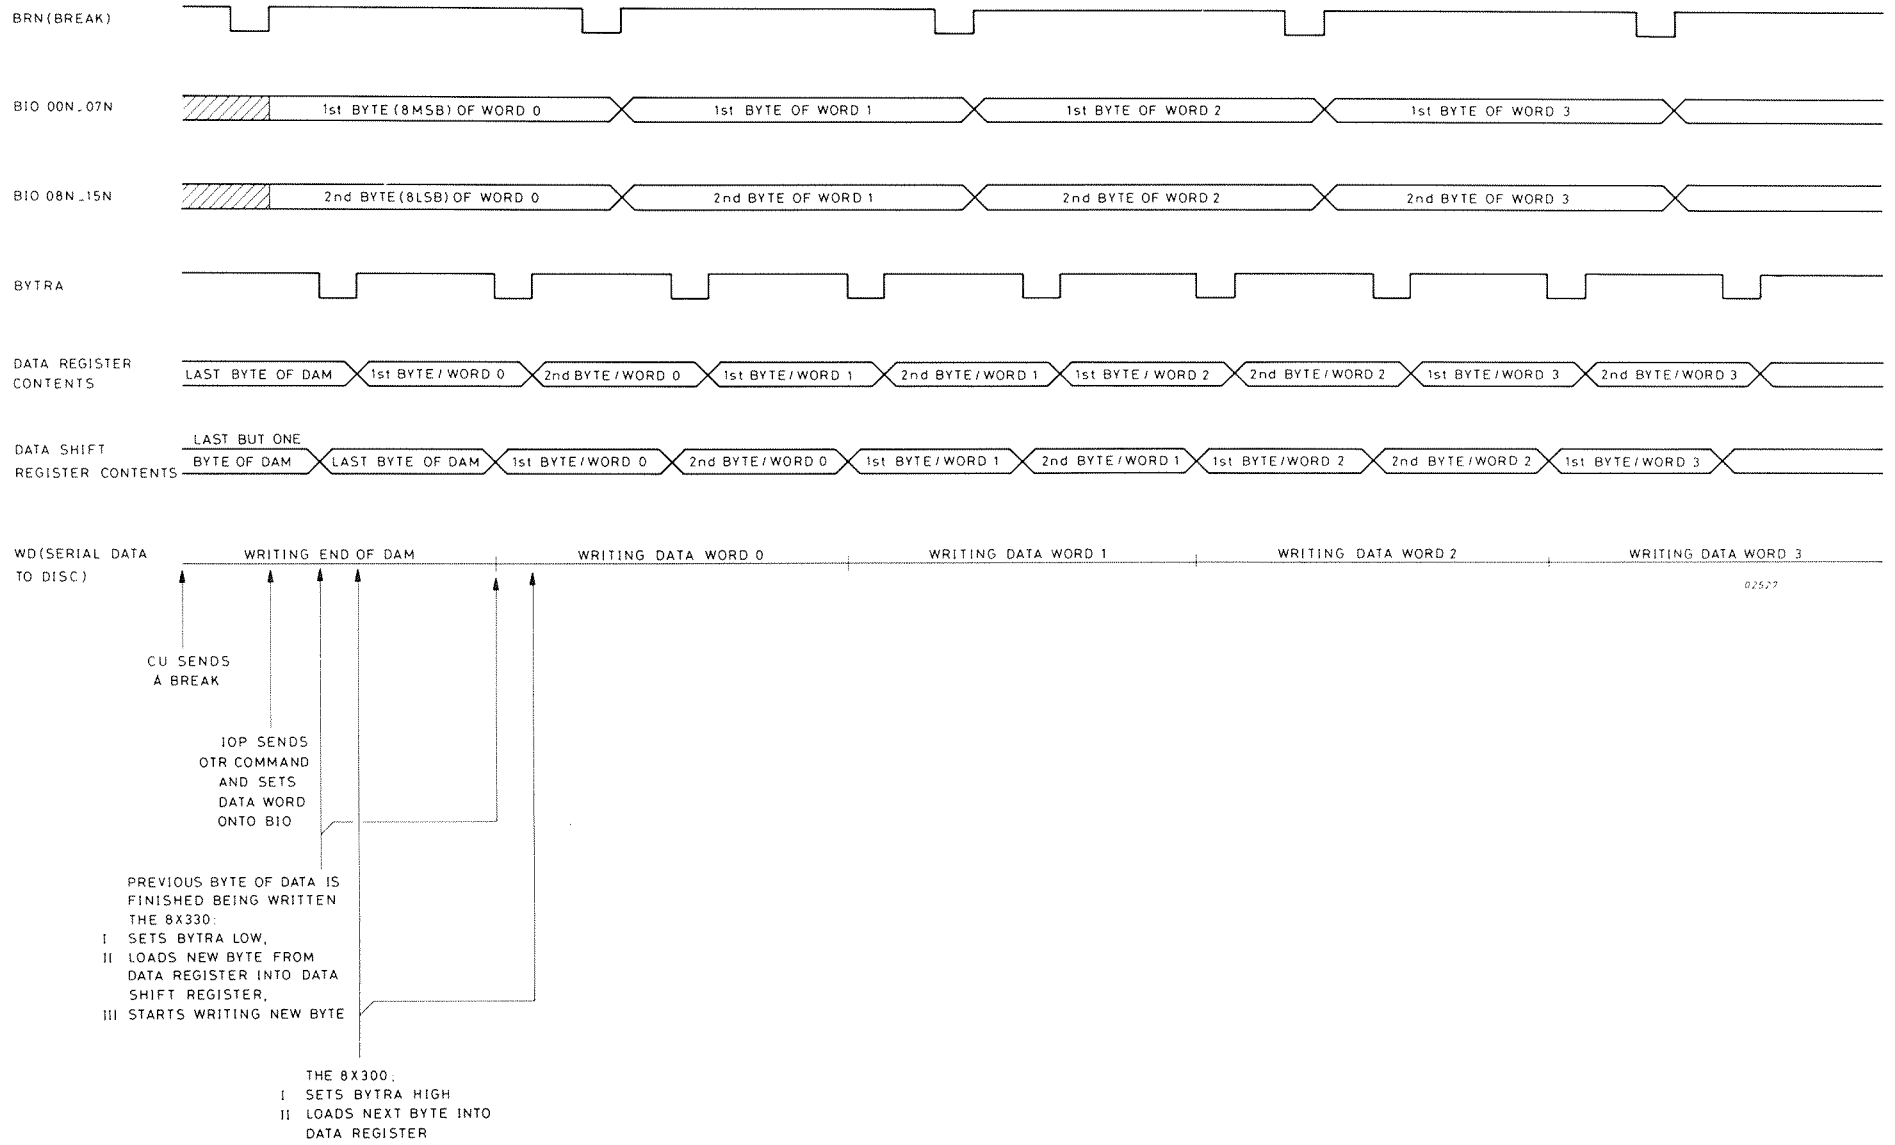 BRN(BREAK)
BIO 00N_07N
1st BYTE (8MSB) OF WORD 0
1st BYTE OF WORD 1
1st BYTE OF WORD 2
1st BYTE OF WORD 3
BIO 08N_15N
2nd BYTE (8LSB) OF WORD 0
2nd BYTE OF WORD 1
2nd BYTE OF WORD 2
2nd BYTE OF WORD 3
BYTRA
DATA REGISTER
CONTENTS
LAST BYTE OF DAM
1st BYTE/WORD 0
2nd BYTE/WORD 0
1st BYTE/WORD 1
2nd BYTE/WORD 1
1st BYTE/WORD 2
2nd BYTE/WORD 2
1st BYTE/WORD 3
2nd BYTE/WORD 3
DATA SHIFT
REGISTER CONTENTS
LAST BUT ONE
BYTE OF DAM
LAST BYTE OF DAM
1st BYTE/WORD 0
2nd BYTE/WORD 0
1st BYTE/WORD 1
2nd BYTE/WORD 1
1st BYTE/WORD 2
2nd BYTE/WORD 2
1st BYTE/WORD 3
WD(SERIAL DATA
TO DISC)
WRITING END OF DAM
WRITING DATA WORD 0
WRITING DATA WORD 1
WRITING DATA WORD 2
WRITING DATA WORD 3
CU SENDS
A BREAK
IOP SENDS
OTR COMMAND
AND SETS
DATA WORD
ONTO BIO
PREVIOUS BYTE OF DATA IS
FINISHED BEING WRITTEN
THE 8X330:
I SETS BYTRA LOW,
II LOADS NEW BYTE FROM
DATA REGISTER INTO DATA
SHIFT REGISTER,
III STARTS WRITING NEW BYTE
THE 8X300;
I SETS BYTRA HIGH
II LOADS NEXT BYTE INTO
DATA REGISTER